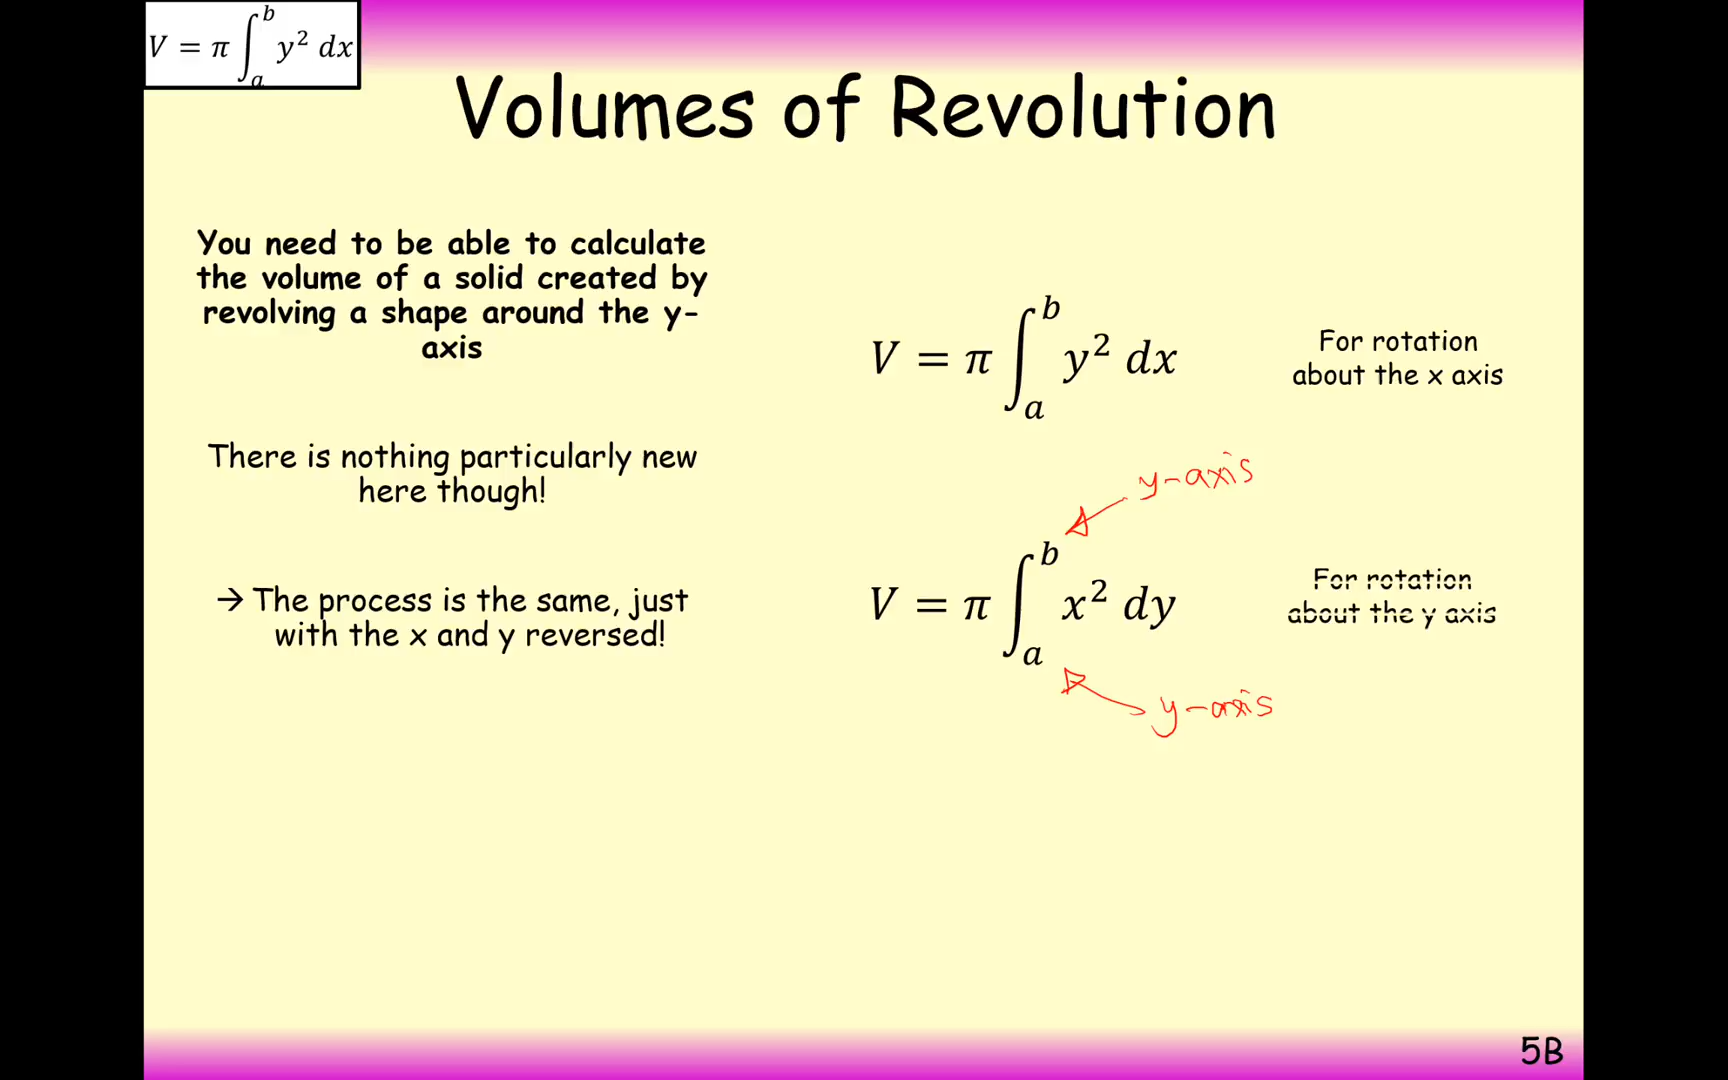 V = π ∫_a^b y² dx
Volumes of Revolution
You need to be able to calculate
the volume of a solid created by
revolving a shape around the y-
axis
There is nothing particularly new
here though!
→ The process is the same, just
with the x and y reversed!
V = π ∫_a^b y² dx
For rotation
about the x axis
y-axis
V = π ∫_a^b x² dy
For rotation
about the y axis
y-axis
5B